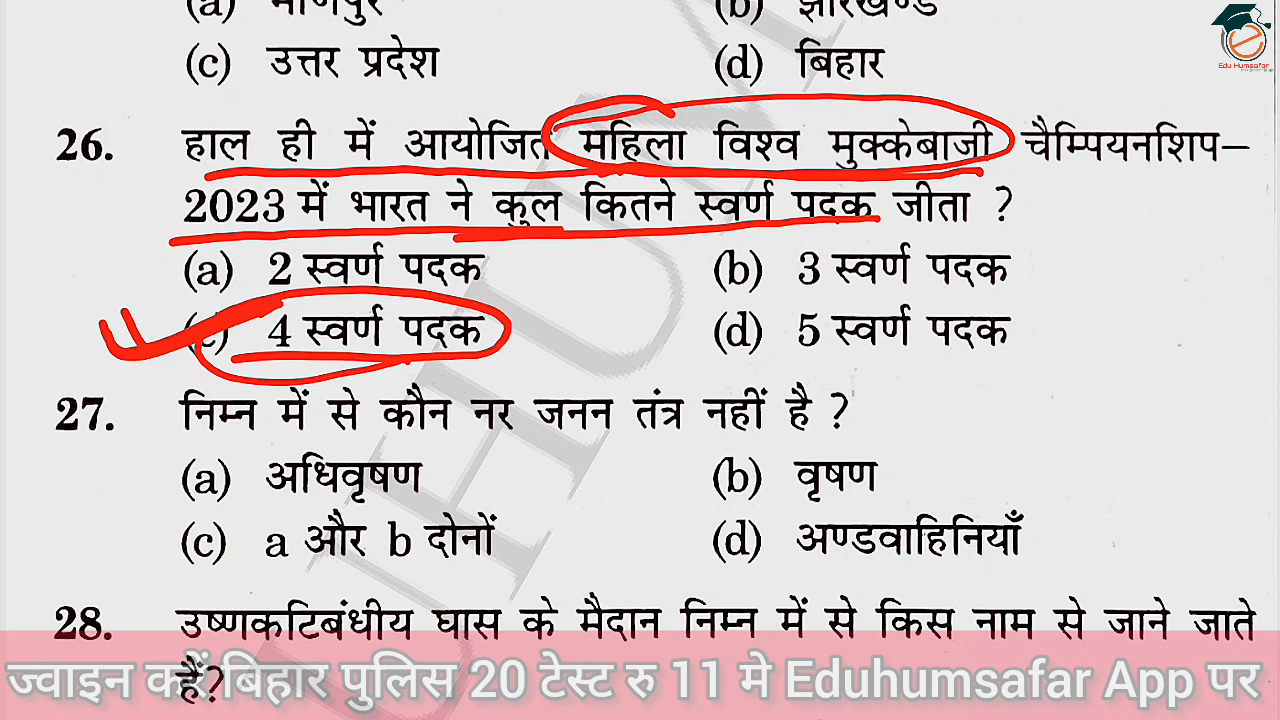 (a) मणिपुर (b) झारखण्ड
(c) उत्तर प्रदेश (d) बिहार
Edu Humsafar
26. हाल ही में आयोजित महिला विश्व मुक्केबाजी चैम्पियनशिप–
2023 में भारत ने कुल कितने स्वर्ण पदक जीता ?
(a) 2 स्वर्ण पदक (b) 3 स्वर्ण पदक
(c) 4 स्वर्ण पदक (d) 5 स्वर्ण पदक
27. निम्न में से कौन नर जनन तंत्र नहीं है ?
(a) अधिवृषण (b) वृषण
(c) a और b दोनों (d) अण्डवाहिनियाँ
28. उष्णकटिबंधीय घास के मैदान निम्न में से किस नाम से जाने जाते
हैं?
ज्वाइन करें बिहार पुलिस 20 टेस्ट रु 11 मे Eduhumsafar App पर